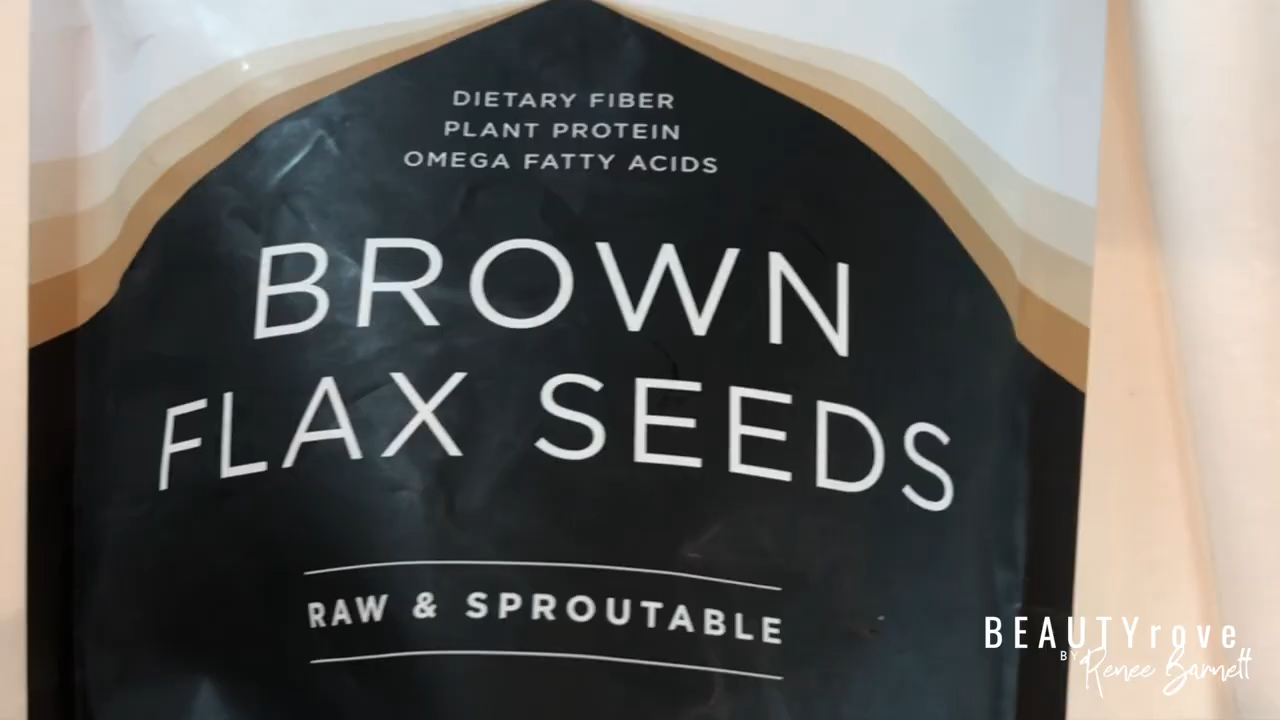 DIETARY FIBER
PLANT PROTEIN
OMEGA FATTY ACIDS
BROWN
FLAX SEEDS
RAW & SPROUTABLE
BEAUTYrove
BY Renee Barnett